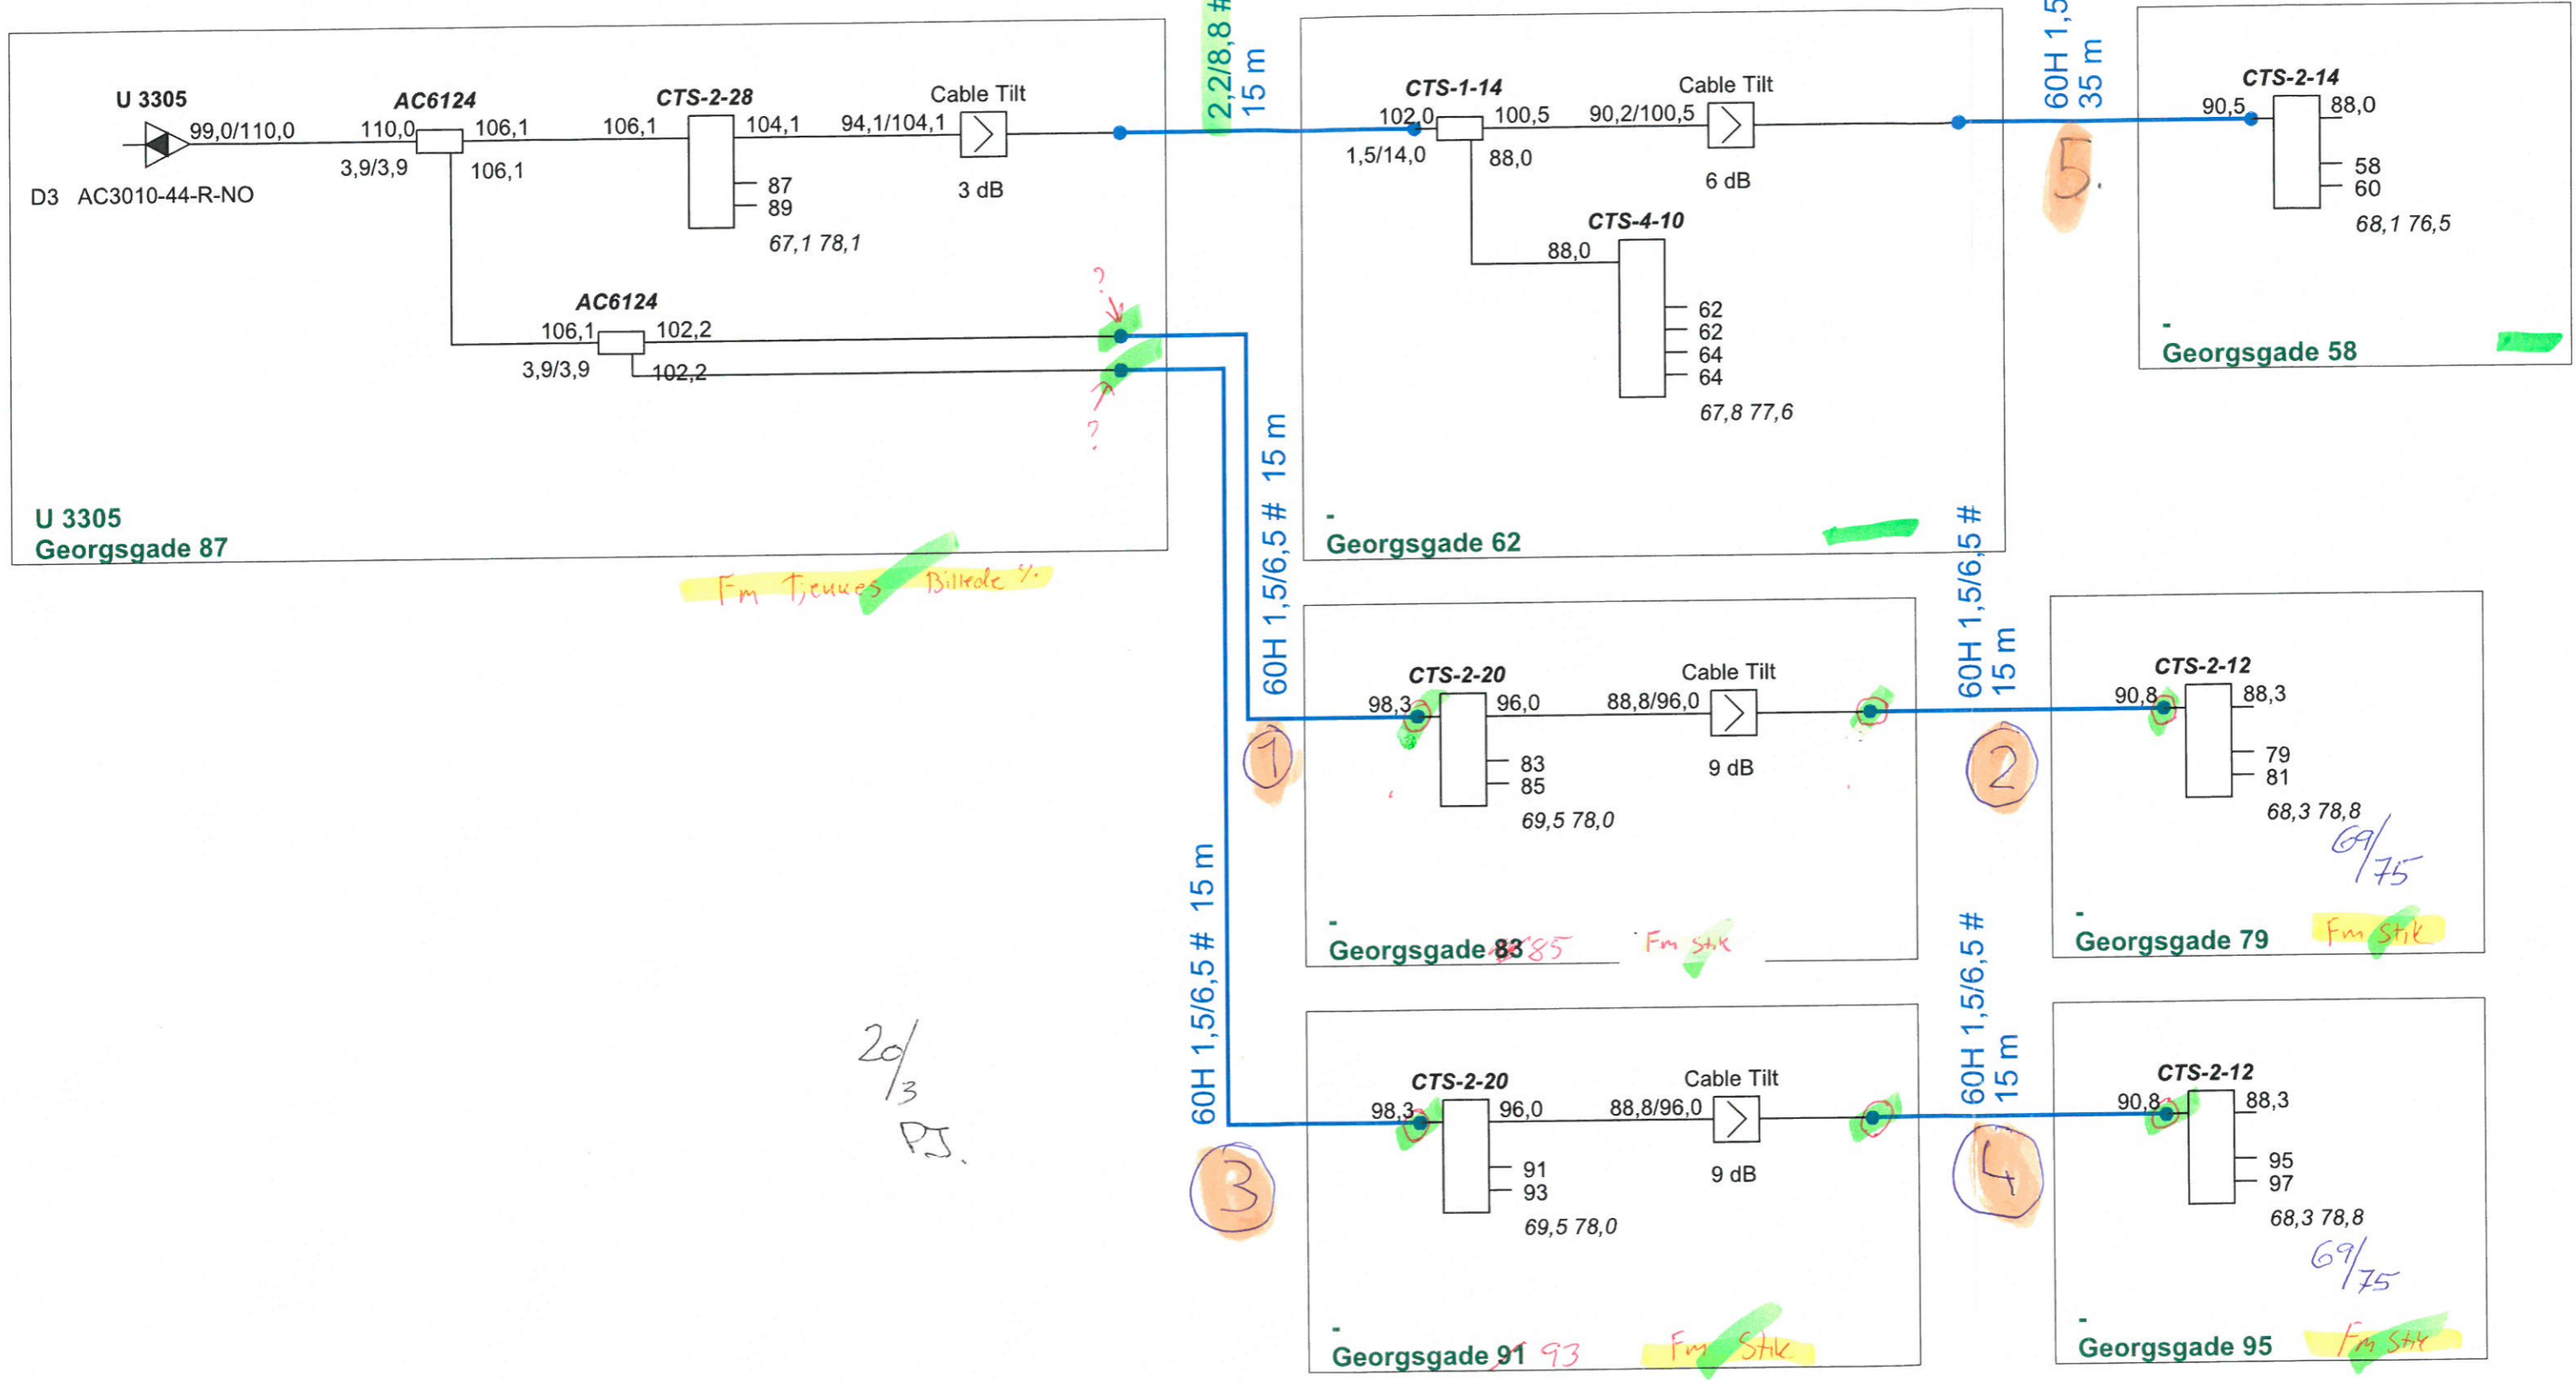 U 3305
99,0/110,0
D3 AC3010-44-R-NO
AC6124
110,0
106,1
3,9/3,9
106,1
CTS-2-28
106,1
104,1
87
89
67,1 78,1
94,1/104,1
Cable Tilt
3 dB
AC6124
106,1
102,2
3,9/3,9
102,2
?
?
U 3305
Georgsgade 87
Fm Tjenes Billede %.
2,2/8,8 #
15 m
CTS-1-14
102,0
100,5
1,5/14,0
88,0
90,2/100,5
Cable Tilt
6 dB
CTS-4-10
88,0
62
62
64
64
67,8 77,6
-
Georgsgade 62
60H 1,5
35 m
5.
CTS-2-14
90,5
88,0
58
60
68,1 76,5
-
Georgsgade 58
60H 1,5/6,5 # 15 m
1
CTS-2-20
98,3
96,0
83
85
69,5 78,0
88,8/96,0
Cable Tilt
9 dB
-
Georgsgade 83 85
Fm Stik
60H 1,5/6,5 #
15 m
2
CTS-2-12
90,8
88,3
79
81
68,3 78,8
69/75
-
Georgsgade 79
Fm Stik
60H 1,5/6,5 # 15 m
3
CTS-2-20
98,3
96,0
91
93
69,5 78,0
88,8/96,0
Cable Tilt
9 dB
-
Georgsgade 91 93
Fm Stik
60H 1,5/6,5 #
15 m
4
CTS-2-12
90,8
88,3
95
97
68,3 78,8
69/75
-
Georgsgade 95
Fm Stik
20/3
PJ.